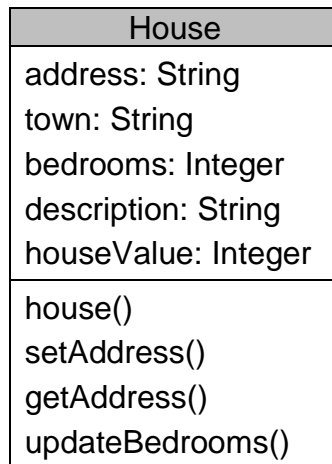 House
address: String
town: String
bedrooms: Integer
description: String
houseValue: Integer
house()
setAddress()
getAddress()
updateBedrooms()